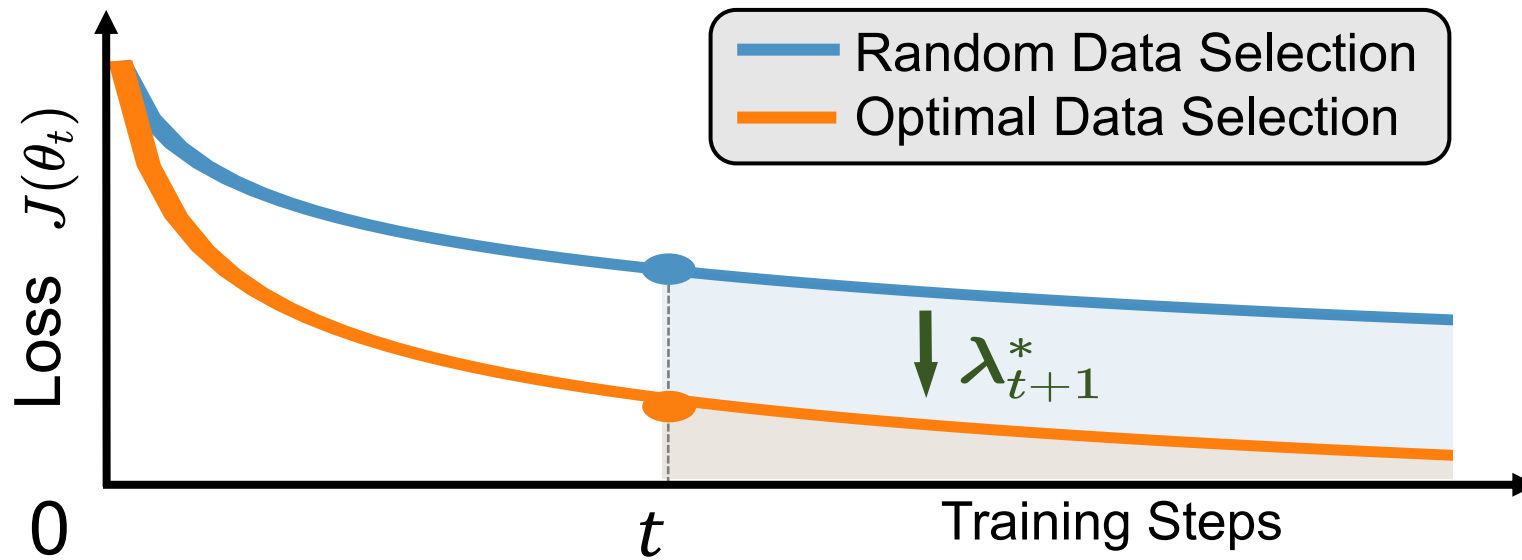 Random Data Selection
Optimal Data Selection
Loss J(θ_t)
λ*_{t+1}
0
t
Training Steps